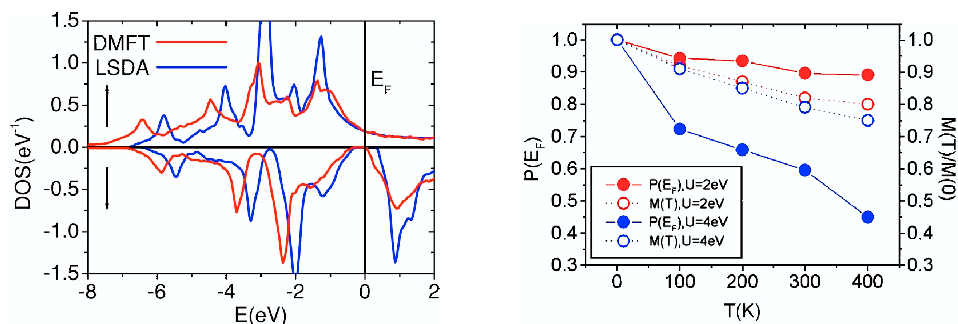 1.5
1.0
0.5
0.0
-0.5
-1.0
-1.5
DOS(eV⁻¹)
DMFT
LSDA
E_F
-8 -6 -4 -2 0 2
E(eV)
1.0
0.9
0.8
0.7
0.6
0.5
0.4
0.3
P(E_F)
P(E_F),U=2eV
M(T),U=2eV
P(E_F),U=4eV
M(T),U=4eV
0 100 200 300 400
T(K)
1.0
0.9
0.8
0.7
0.6
0.5
0.4
0.3
M(T)/M(0)